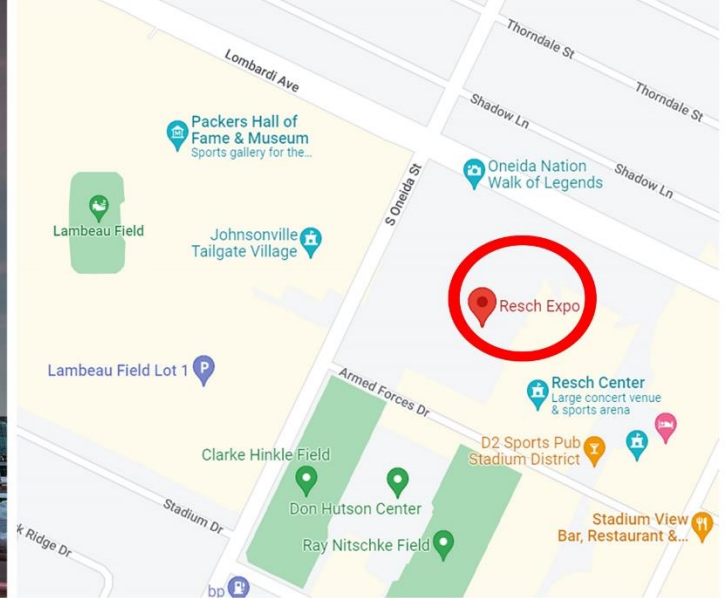 Thorndale St
Lombardi Ave
Thorndale St
Shadow Ln
Packers Hall of
Fame & Museum
Sports gallery for the...
Oneida Nation
Walk of Legends
Shadow Ln
S Oneida St
Lambeau Field
Johnsonville
Tailgate Village
Resch Expo
Lambeau Field Lot 1
P
Armed Forces Dr
Resch Center
Large concert venue
& sports arena
D2 Sports Pub
Stadium District
Clarke Hinkle Field
Don Hutson Center
Stadium Dr
Stadium View
Bar, Restaurant &...
Ray Nitschke Field
k Ridge Dr
bp